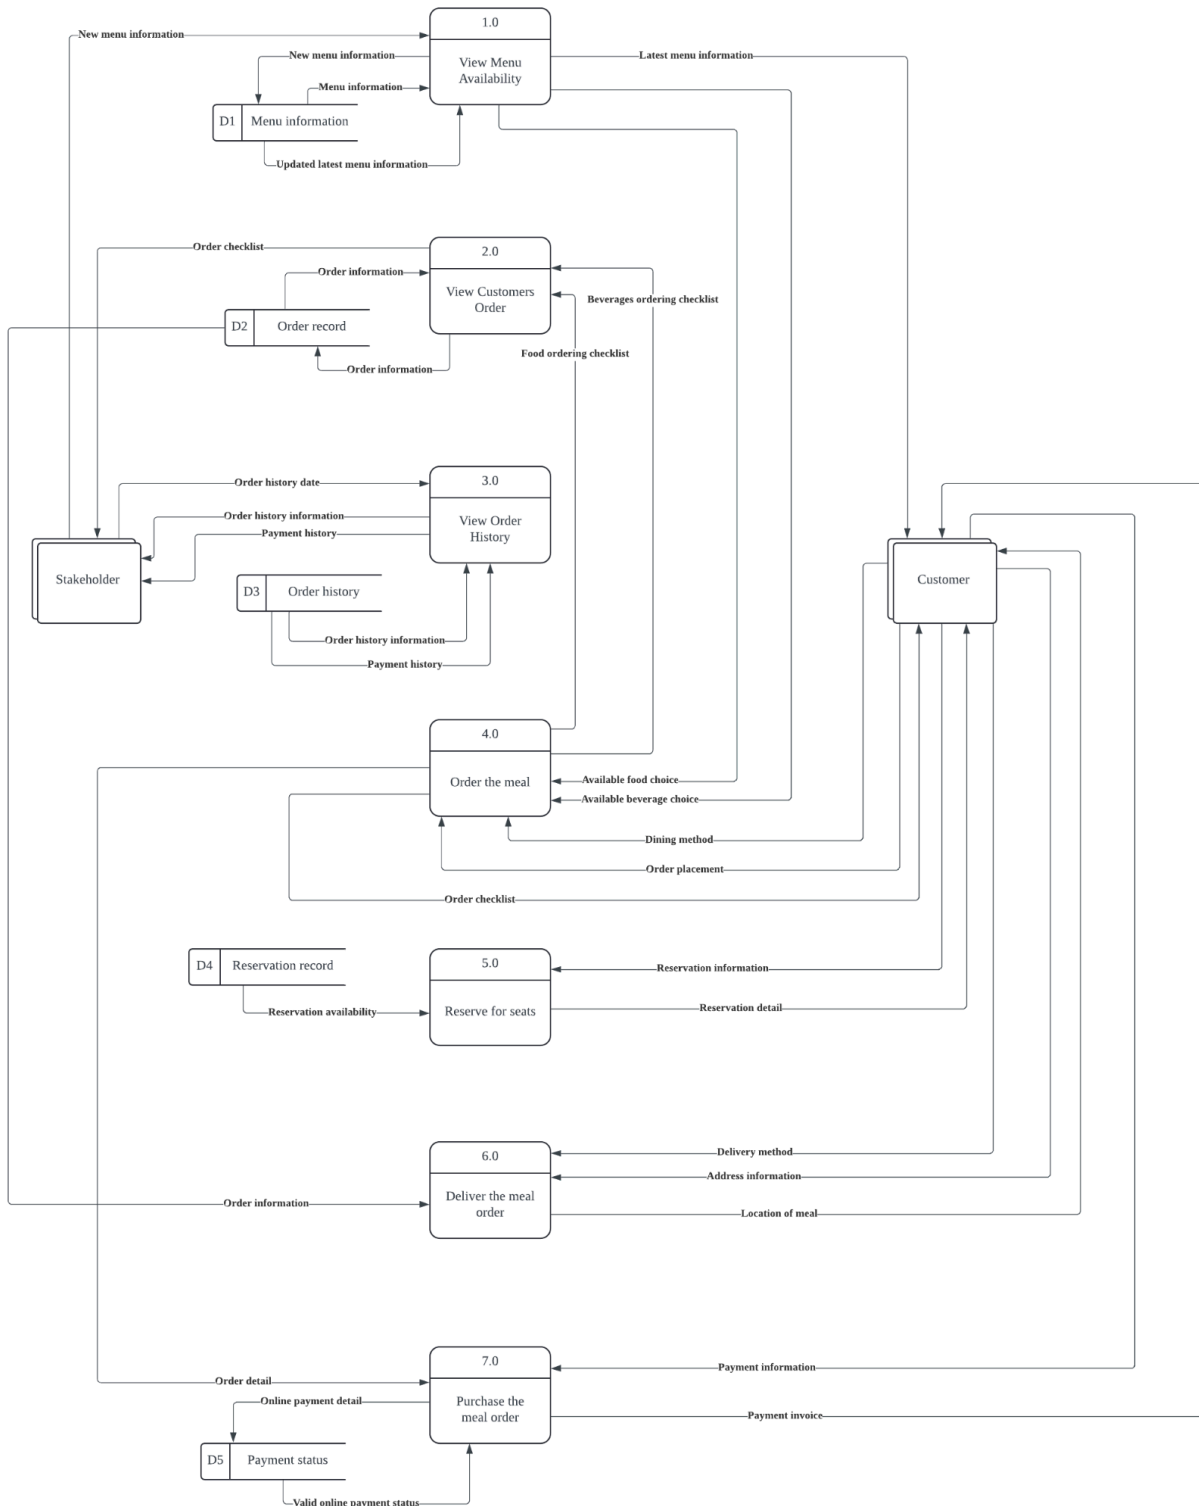 1.0
New menu information
View Menu
Availability
New menu information
Latest menu information
Menu information
D1
Menu information
Updated latest menu information
2.0
Order checklist
Order information
View Customers
Order
Beverages ordering checklist
D2
Order record
Food ordering checklist
Order information
3.0
Order history date
Order history information
View Order
History
Payment history
Stakeholder
Customer
D3
Order history
Order history information
Payment history
4.0
Order the meal
Available food choice
Available beverage choice
Dining method
Order placement
Order checklist
D4
Reservation record
5.0
Reservation information
Reservation availability
Reserve for seats
Reservation detail
6.0
Delivery method
Address information
Order information
Deliver the meal
order
Location of meal
7.0
Payment information
Order detail
Online payment detail
Purchase the
meal order
Payment invoice
D5
Payment status
Valid online payment status